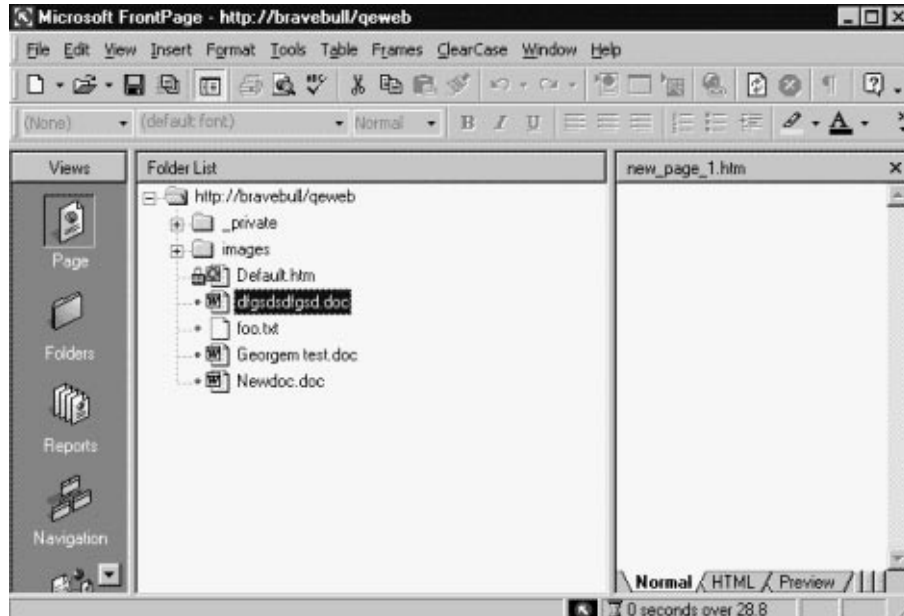 Microsoft FrontPage - http://bravebull/qeweb
File Edit View Insert Format Tools Table Frames ClearCase Window Help
(None) (default font) Normal B I U A
Views
Folder List
new_page_1.htm
http://bravebull/qeweb
_private
images
Default.htm
dfgsdsdfgsd.doc
foo.txt
Georgem test.doc
Newdoc.doc
Page
Folders
Reports
Navigation
Normal HTML Preview
0 seconds over 28.8